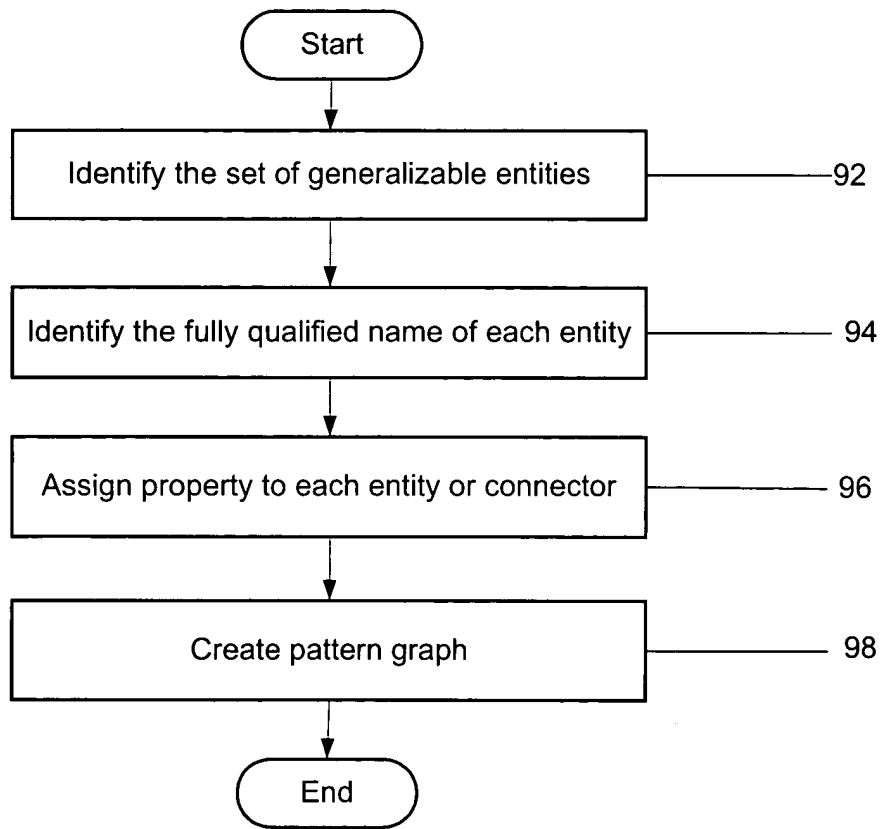 Start
Identify the set of generalizable entities
92
Identify the fully qualified name of each entity
94
Assign property to each entity or connector
96
Create pattern graph
98
End